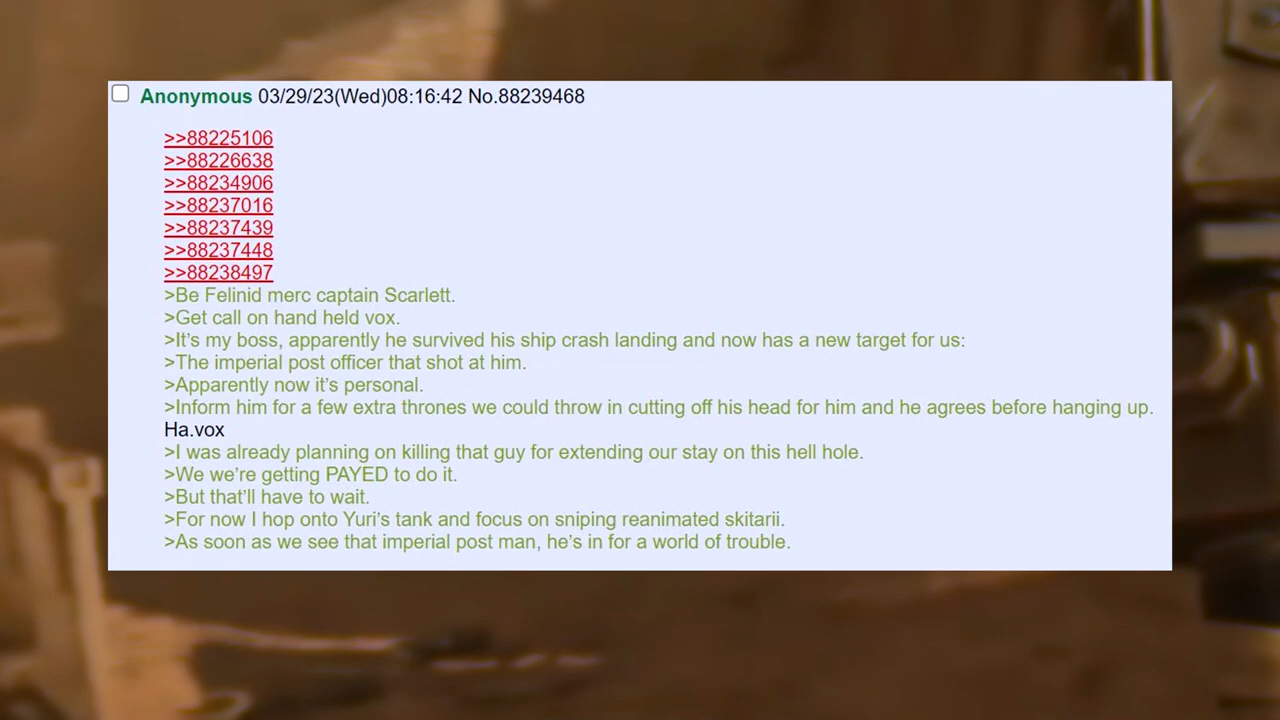 Anonymous 03/29/23(Wed)08:16:42 No.88239468
>>88225106
>>88226638
>>88234906
>>88237016
>>88237439
>>88237448
>>88238497
>Be Felinid merc captain Scarlett.
>Get call on hand held vox.
>It’s my boss, apparently he survived his ship crash landing and now has a new target for us:
>The imperial post officer that shot at him.
>Apparently now it’s personal.
>Inform him for a few extra thrones we could throw in cutting off his head for him and he agrees before hanging up.
Ha.vox
>I was already planning on killing that guy for extending our stay on this hell hole.
>We we’re getting PAYED to do it.
>But that’ll have to wait.
>For now I hop onto Yuri’s tank and focus on sniping reanimated skitarii.
>As soon as we see that imperial post man, he’s in for a world of trouble.